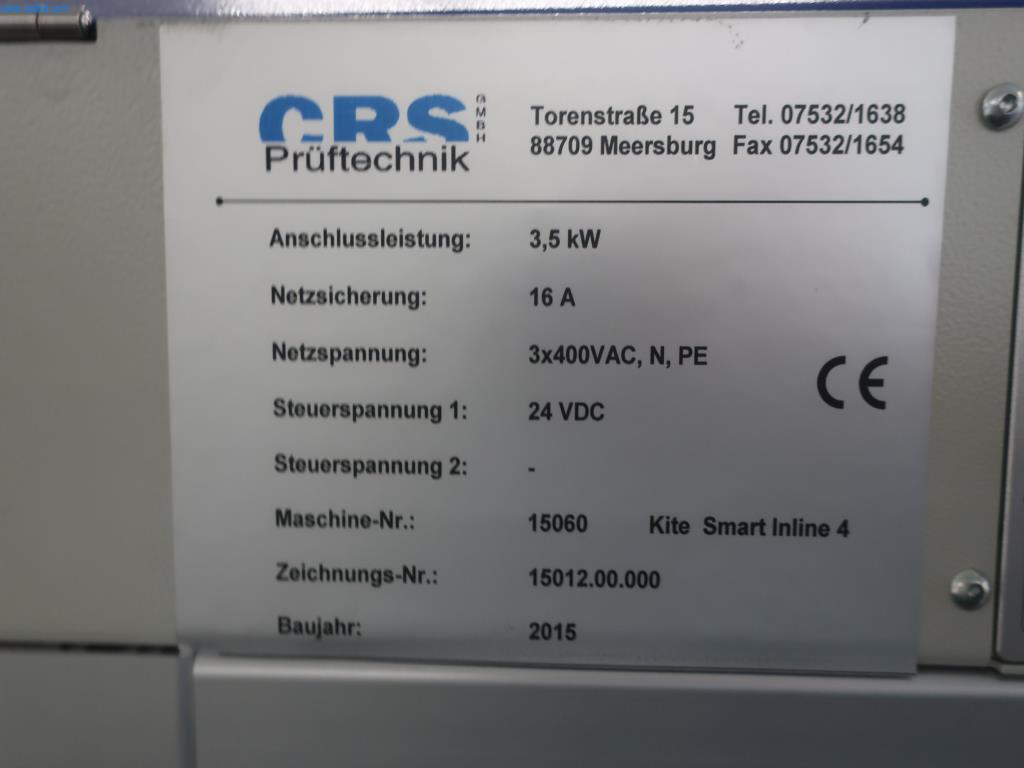 CRS GMBH
Prüftechnik
Torenstraße 15 Tel. 07532/1638
88709 Meersburg Fax 07532/1654
Anschlussleistung: 3,5 kW
Netzsicherung: 16 A
Netzspannung: 3x400VAC, N, PE
Steuerspannung 1: 24 VDC
Steuerspannung 2: -
Maschine-Nr.: 15060 Kite Smart Inline 4
Zeichnungs-Nr.: 15012.00.000
Baujahr: 2015
CE